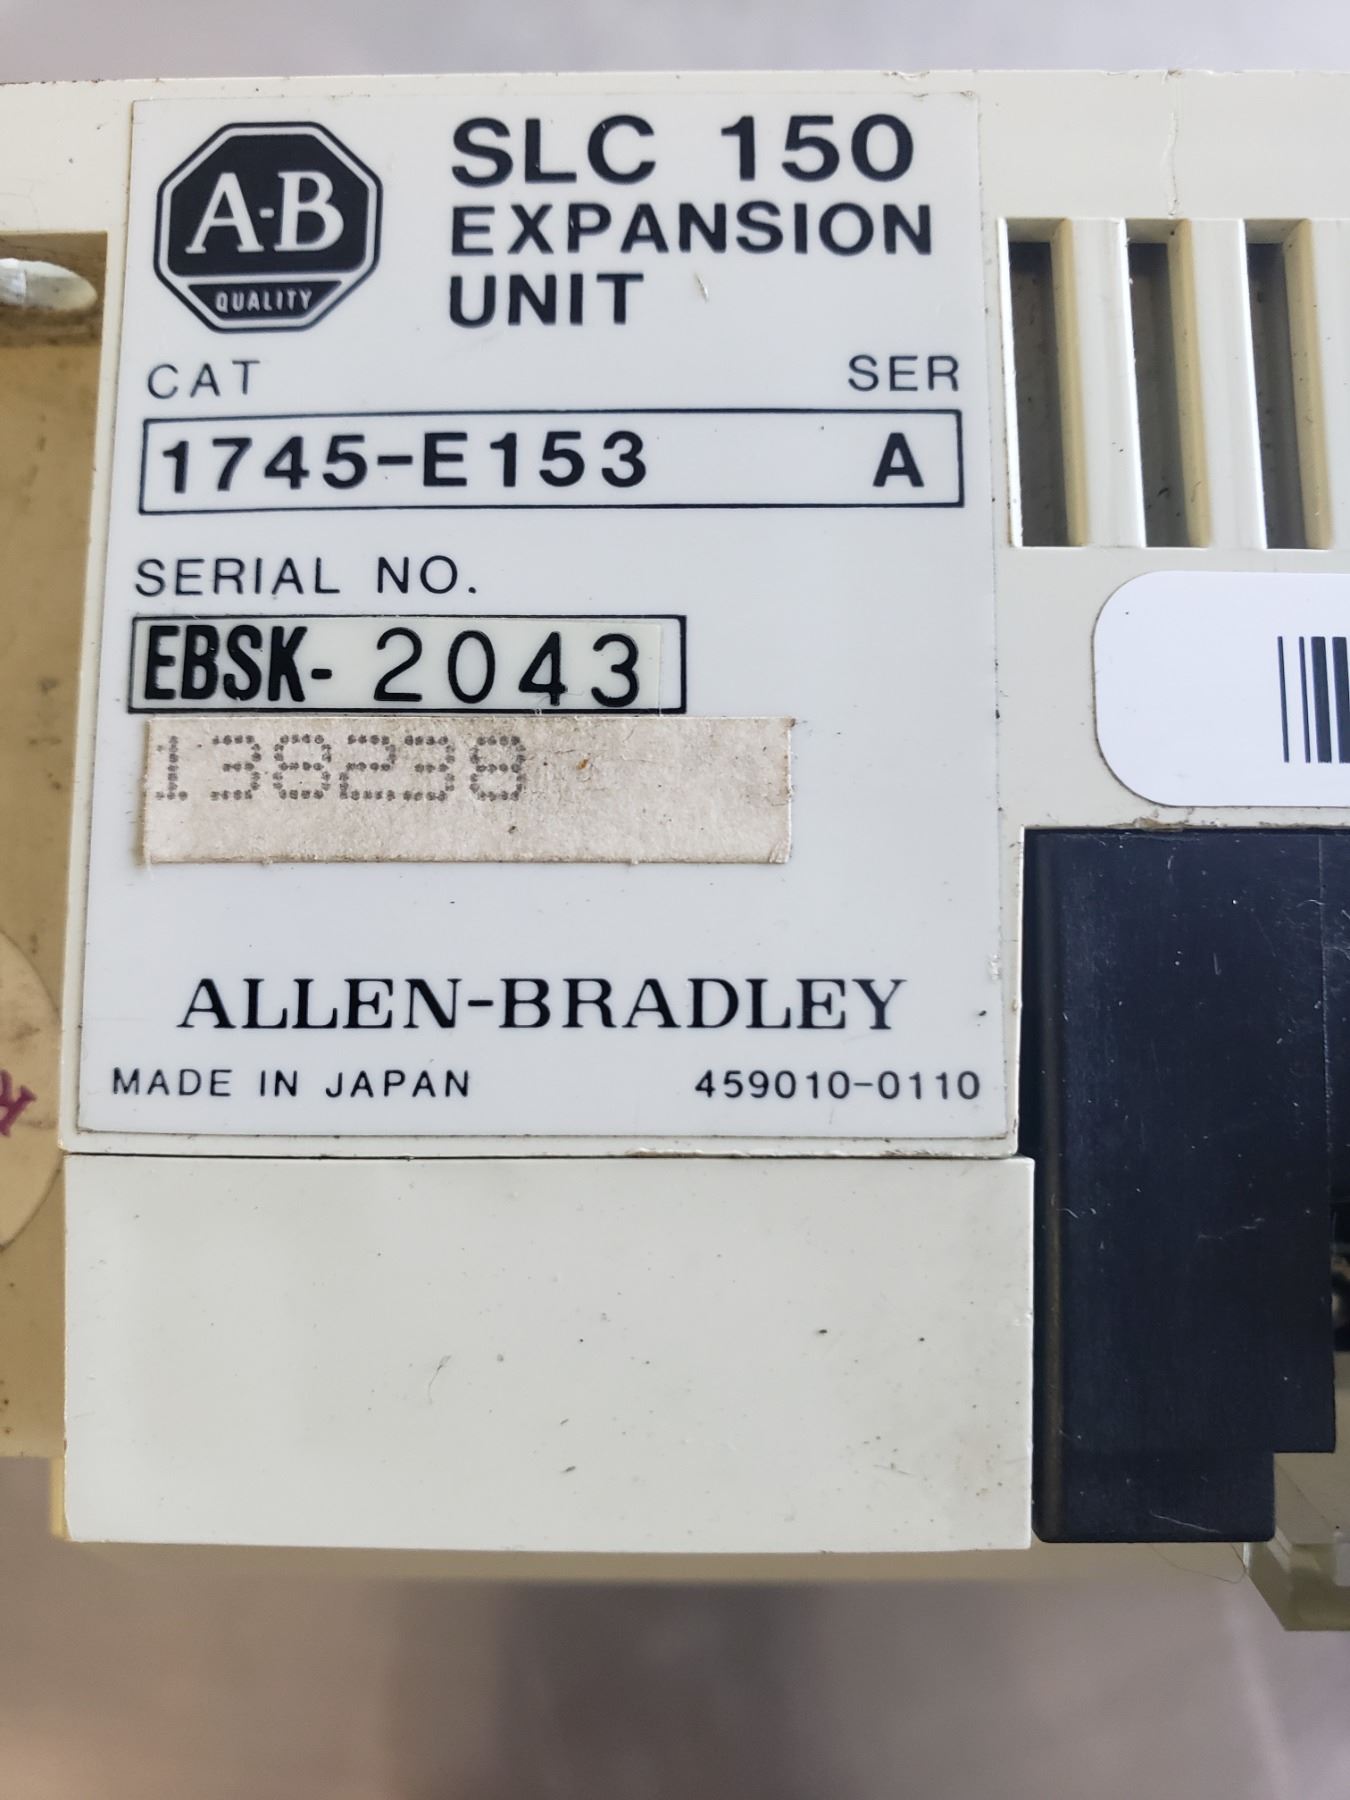 A-B
QUALITY
SLC 150
EXPANSION
UNIT
CAT SER
1745-E153 A
SERIAL NO.
EBSK- 2043
138238
ALLEN-BRADLEY
MADE IN JAPAN 459010-0110